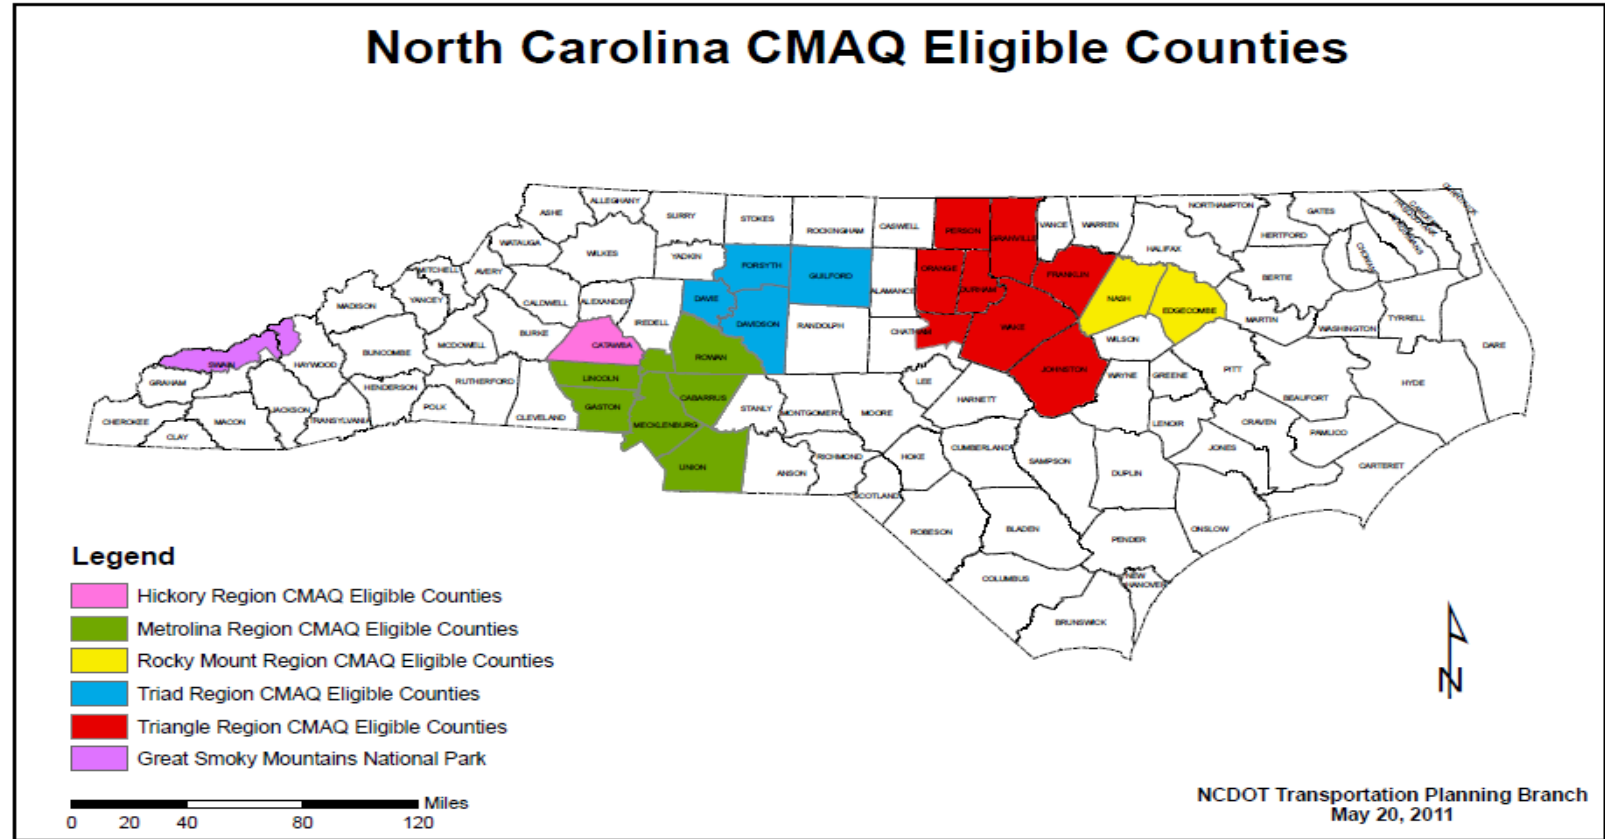 North Carolina CMAQ Eligible Counties
ALLEGHANY
ASHE
SURRY
STOKES
ROCKINGHAM
CASWELL
PERSON
GRANVILLE
VANCE
WARREN
NORTHAMPTON
GATES
HERTFORD
HALIFAX
WATAUGA
WILKES
YADKIN
FORSYTH
GUILFORD
ORANGE
DURHAM
FRANKLIN
BERTIE
CHOWAN
MITCHELL
AVERY
YANCEY
CALDWELL
ALEXANDER
DAVIE
ALAMANCE
NASH
EDGECOMBE
MADISON
IREDELL
DAVIDSON
RANDOLPH
CHATHAM
WAKE
MARTIN
WASHINGTON
TYRRELL
BURKE
CATAWBA
MCDOWELL
BUNCOMBE
ROWAN
WILSON
DARE
SWAIN
HAYWOOD
JOHNSTON
WAYNE
GREENE
PITT
GRAHAM
HENDERSON
RUTHERFORD
LINCOLN
LEE
HYDE
CHEROKEE
MACON
JACKSON
TRANSYLVANIA
POLK
CLEVELAND
GASTON
CABARRUS
STANLY
MONTGOMERY
MOORE
HARNETT
BEAUFORT
CLAY
MECKLENBURG
LENOIR
CRAVEN
PAMLICO
UNION
ANSON
RICHMOND
HOKE
CUMBERLAND
SAMPSON
DUPLIN
JONES
CARTERET
SCOTLAND
ROBESON
BLADEN
PENDER
ONSLOW
COLUMBUS
NEW
HANOVER
BRUNSWICK
Legend
Hickory Region CMAQ Eligible Counties
Metrolina Region CMAQ Eligible Counties
Rocky Mount Region CMAQ Eligible Counties
Triad Region CMAQ Eligible Counties
Triangle Region CMAQ Eligible Counties
Great Smoky Mountains National Park
N
Miles
0 20 40 80 120
NCDOT Transportation Planning Branch
May 20, 2011